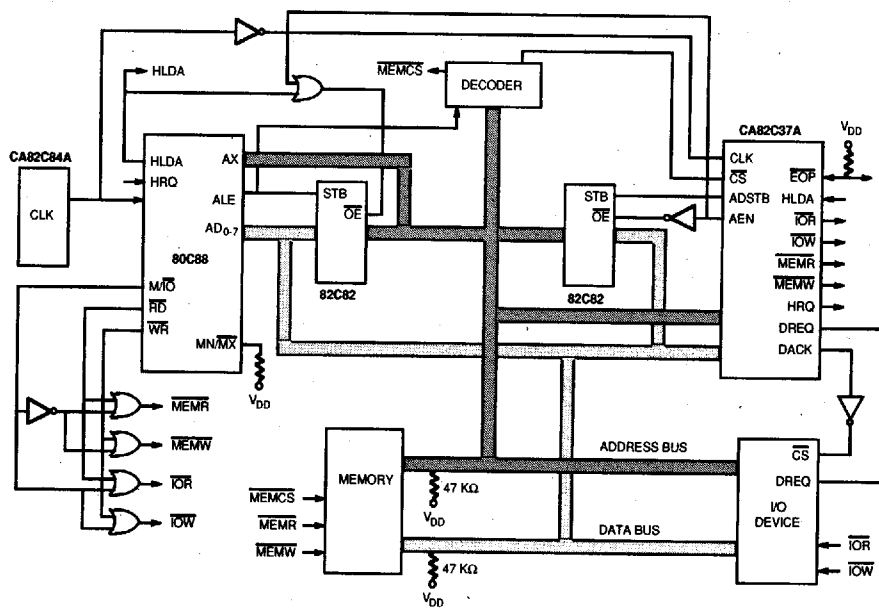 HLDA
MEMCS
DECODER
CA82C37A
VDD
CA82C84A
CLK
HLDA
HRQ
AX
ALE
AD0-7
80C88
M/IO
RD
WR
MN/MX
VDD
STB
OE
82C82
STB
OE
82C82
CLK
CS
ADSTB
AEN
EOP
HLDA
IOR
IOW
MEMR
MEMW
HRQ
DREQ
DACK
MEMR
MEMW
IOR
IOW
MEMORY
MEMCS
MEMR
MEMW
ADDRESS BUS
47 KΩ
VDD
DATA BUS
47 KΩ
VDD
CS
DREQ
I/O
DEVICE
IOR
IOW